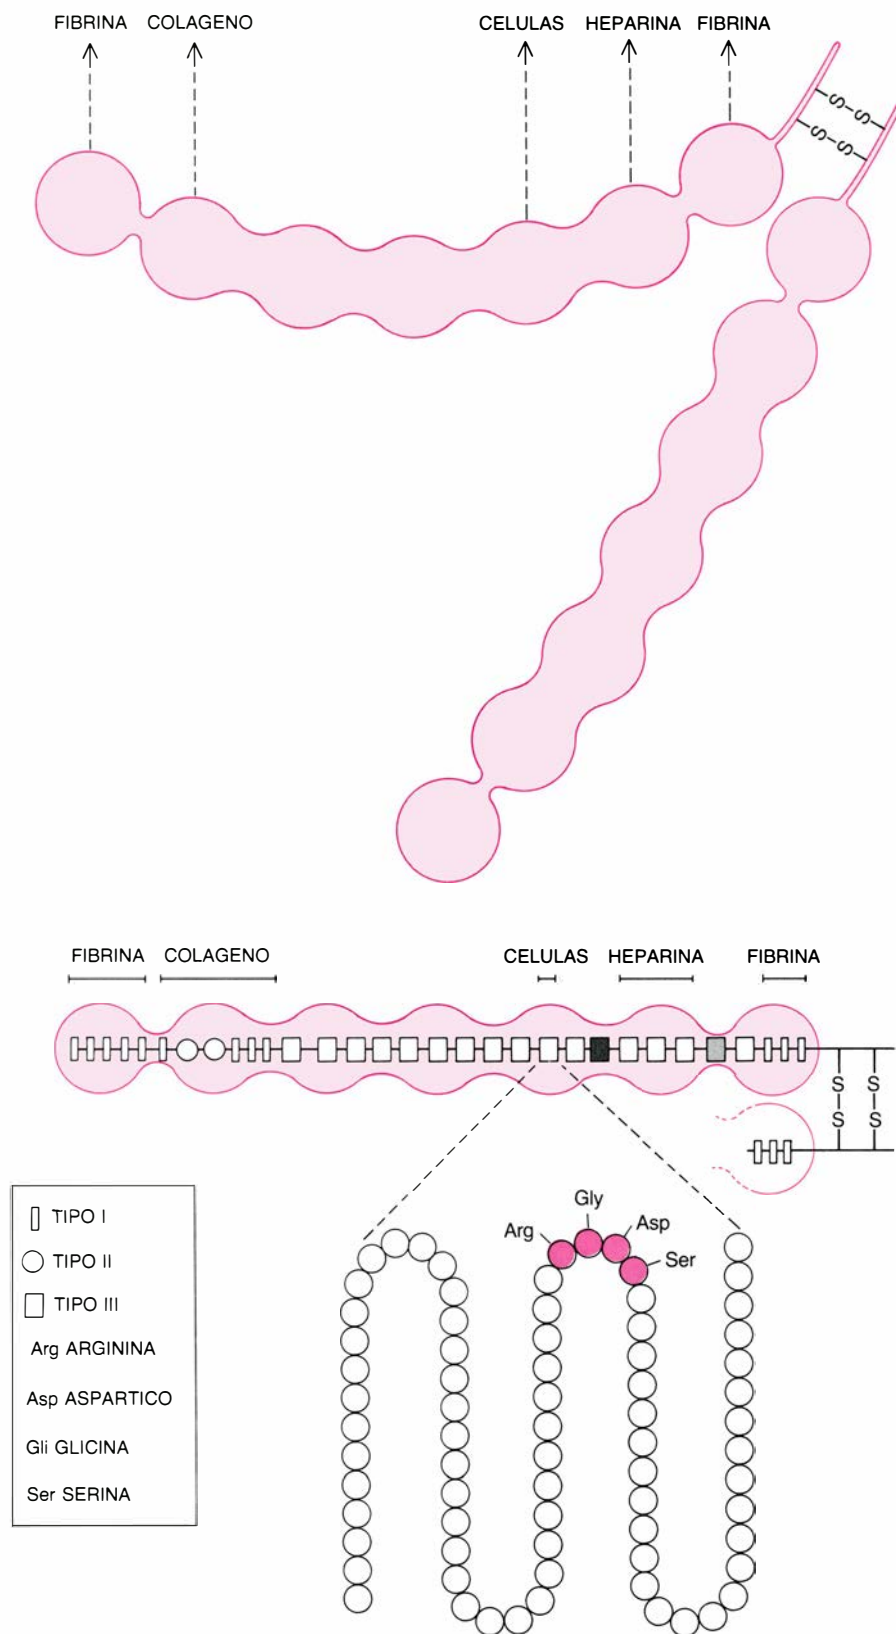 FIBRINA COLAGENO CELULAS HEPARINA FIBRINA
S-S
S-S
FIBRINA COLAGENO CELULAS HEPARINA FIBRINA
S S
S S
TIPO I
TIPO II
TIPO III
Arg ARGININA
Asp ASPARTICO
Gli GLICINA
Ser SERINA
Gly
Arg Asp
Ser